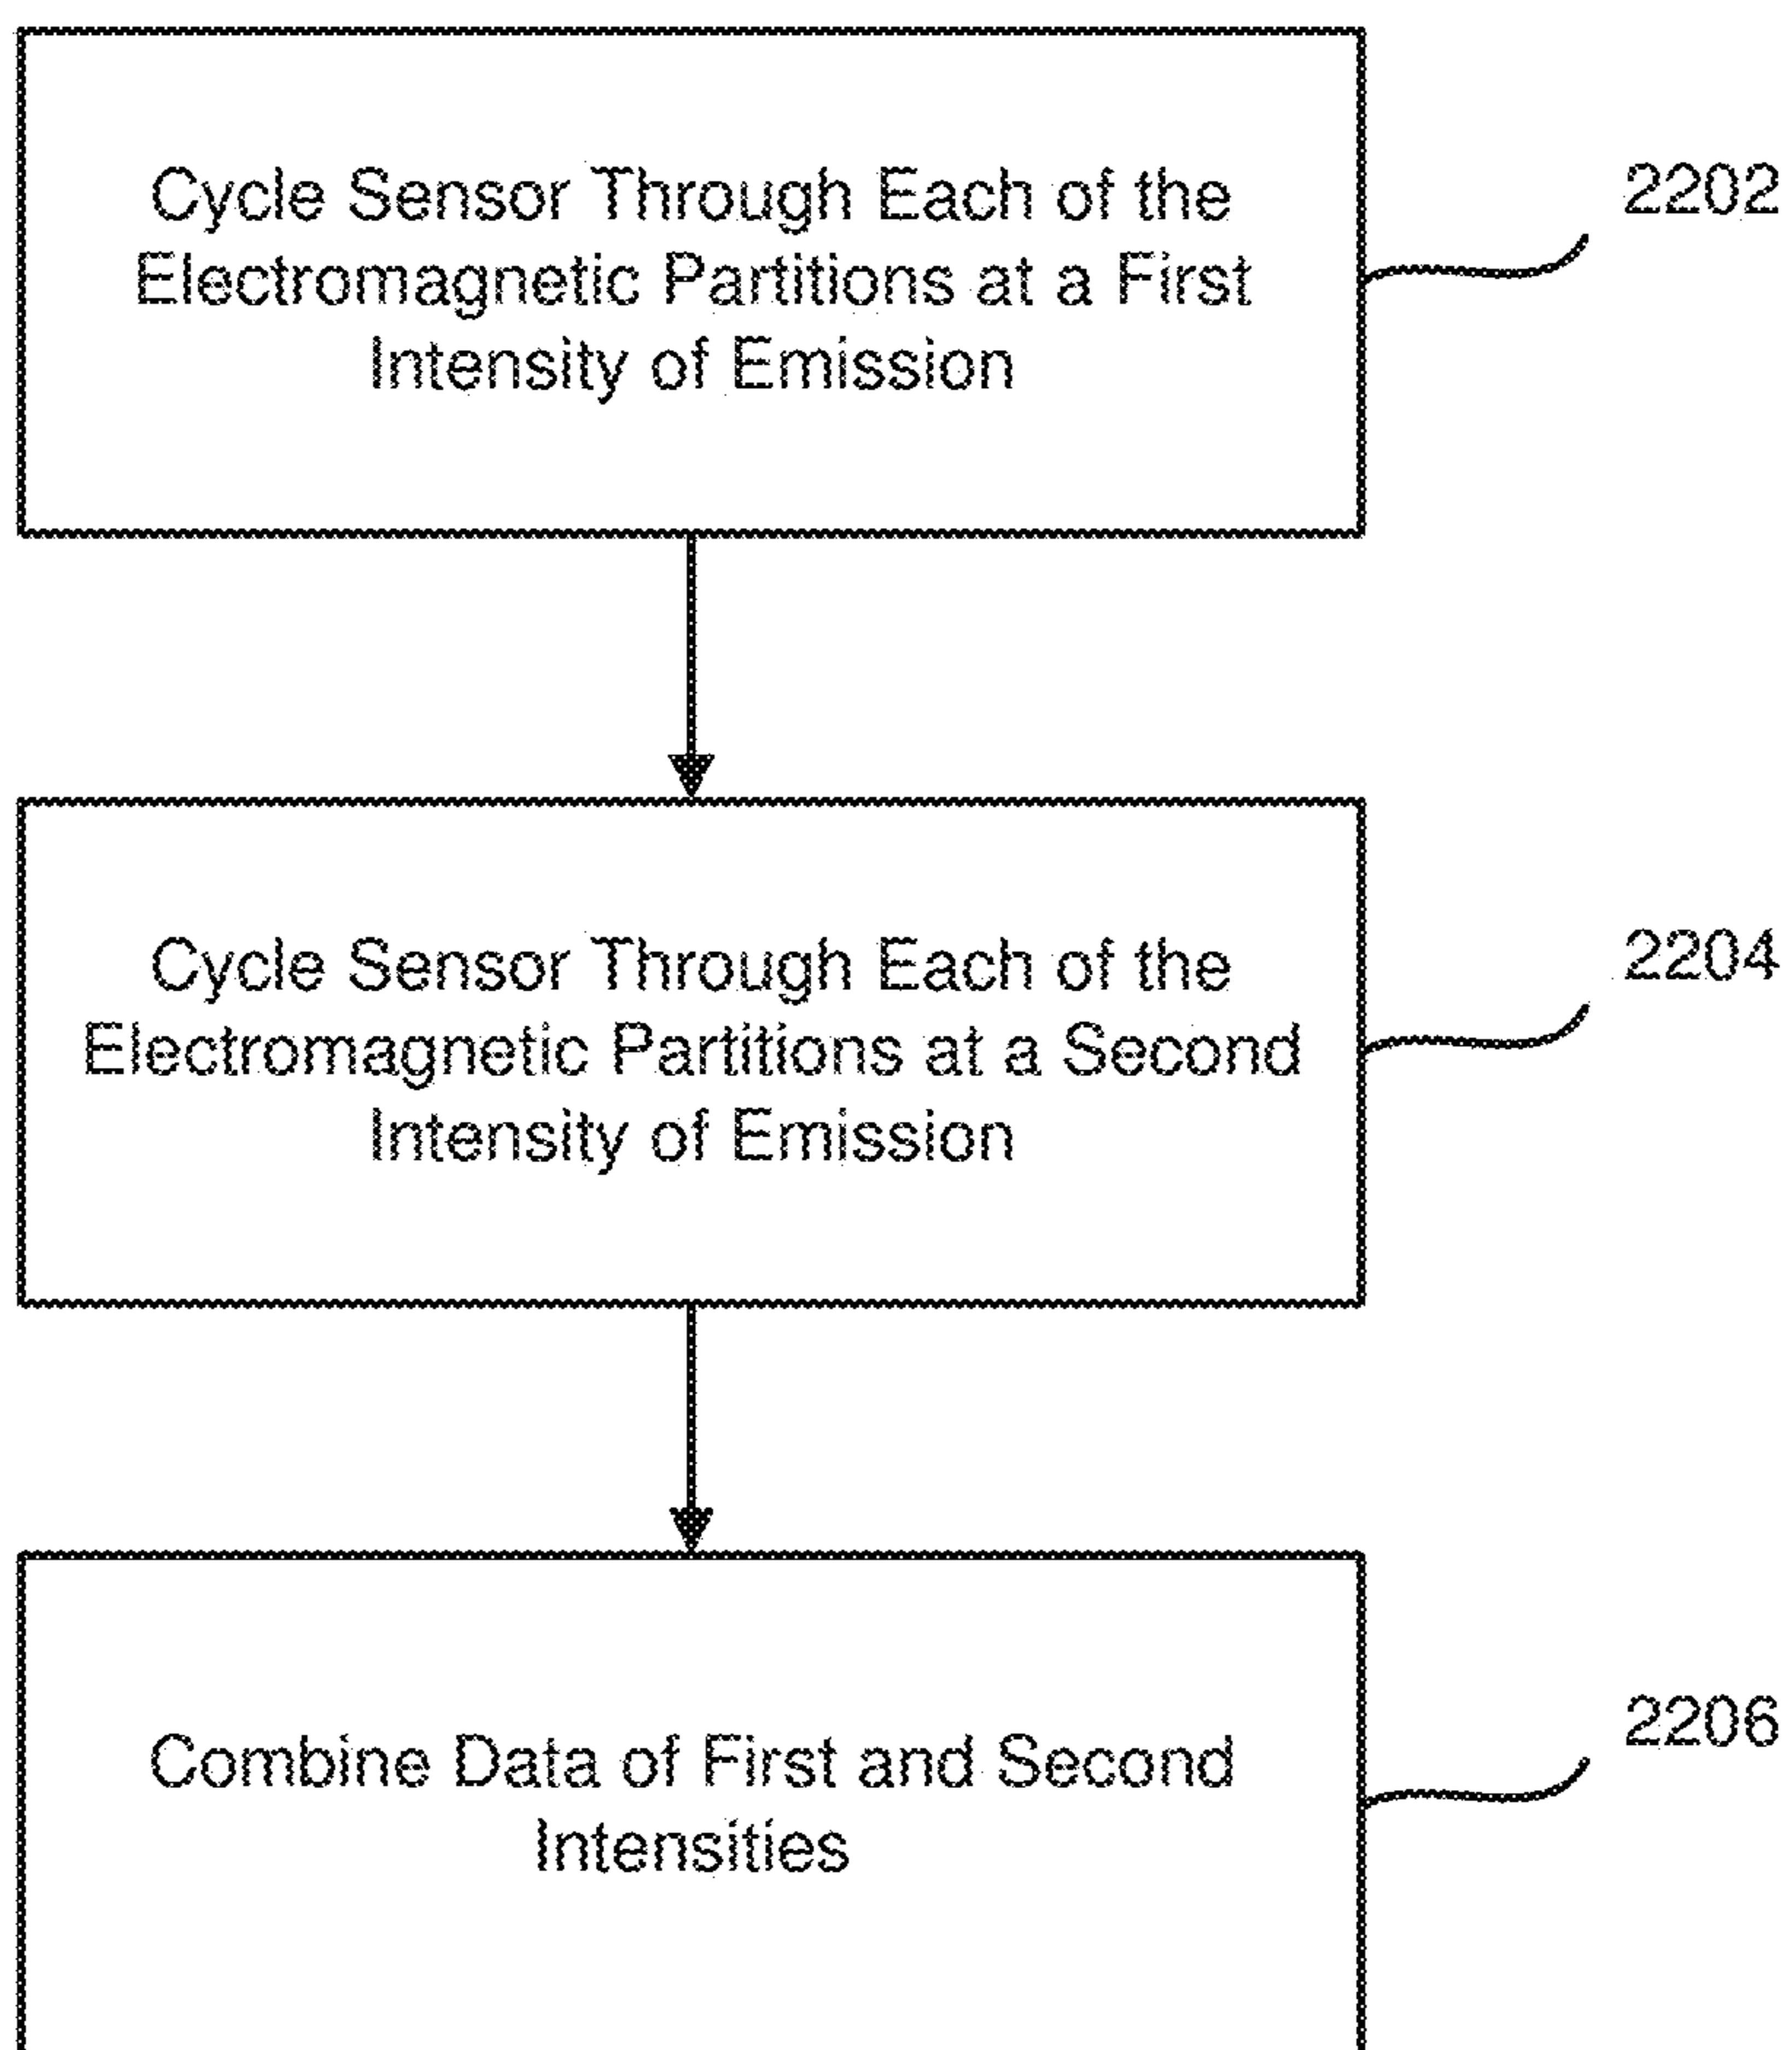 Cycle Sensor Through Each of the
Electromagnetic Partitions at a First
Intensity of Emission
2202
Cycle Sensor Through Each of the
Electromagnetic Partitions at a Second
Intensity of Emission
2204
Combine Data of First and Second
Intensities
2206